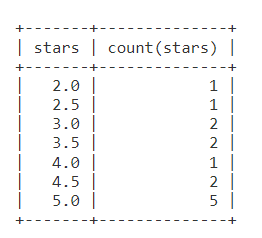 +-------+--------------+
| stars | count(stars) |
+-------+--------------+
|   2.0 |            1 |
|   2.5 |            1 |
|   3.0 |            2 |
|   3.5 |            2 |
|   4.0 |            1 |
|   4.5 |            2 |
|   5.0 |            5 |
+-------+--------------+